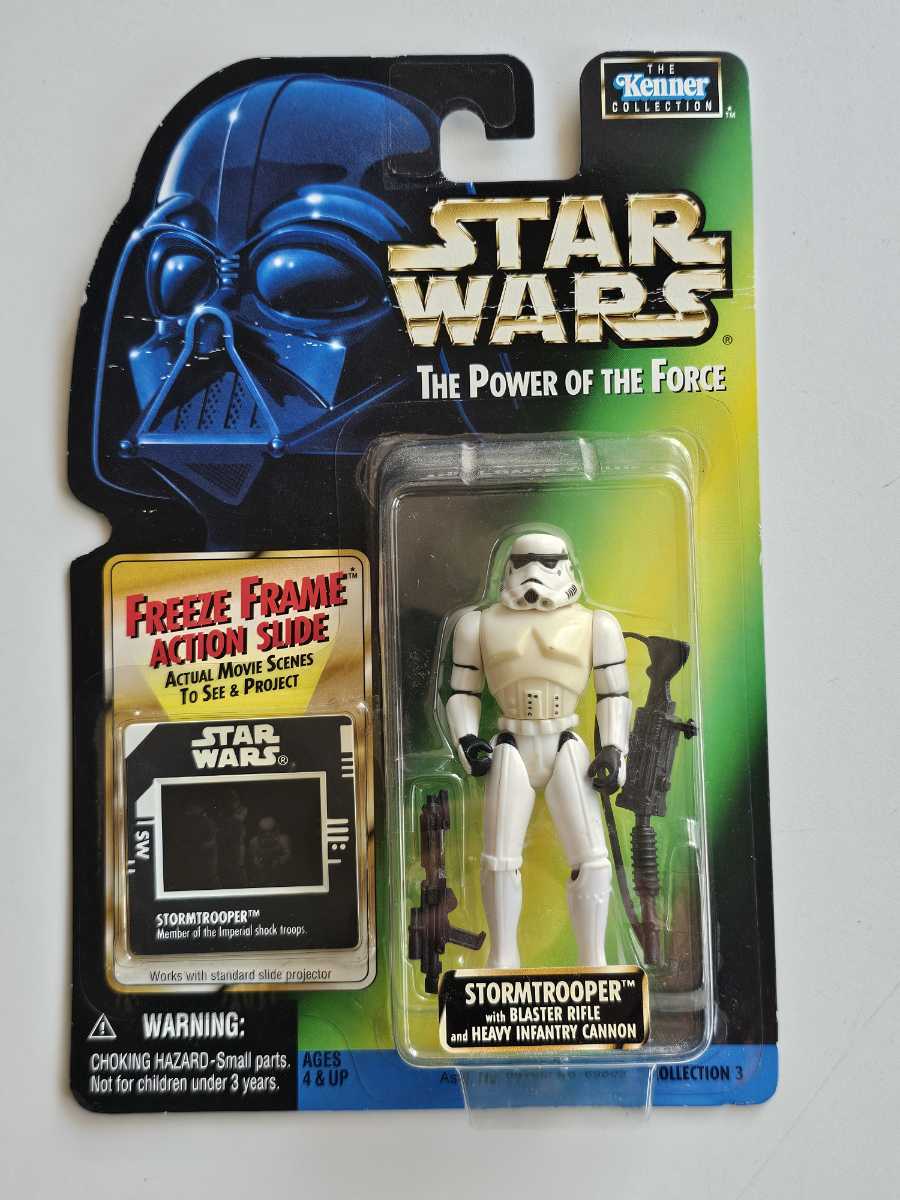 THE
Kenner
COLLECTION
TM
STAR
WARS
®
THE POWER OF THE FORCE
FREEZE FRAME™
ACTION SLIDE
ACTUAL MOVIE SCENES
TO SEE & PROJECT
STAR
WARS®
SW
STORMTROOPER™
Member of the Imperial shock troops.
Works with standard slide projector
STORMTROOPER™
with BLASTER RIFLE
and HEAVY INFANTRY CANNON
WARNING:
CHOKING HAZARD-Small parts.
Not for children under 3 years.
AGES
4 & UP
OLLECTION 3